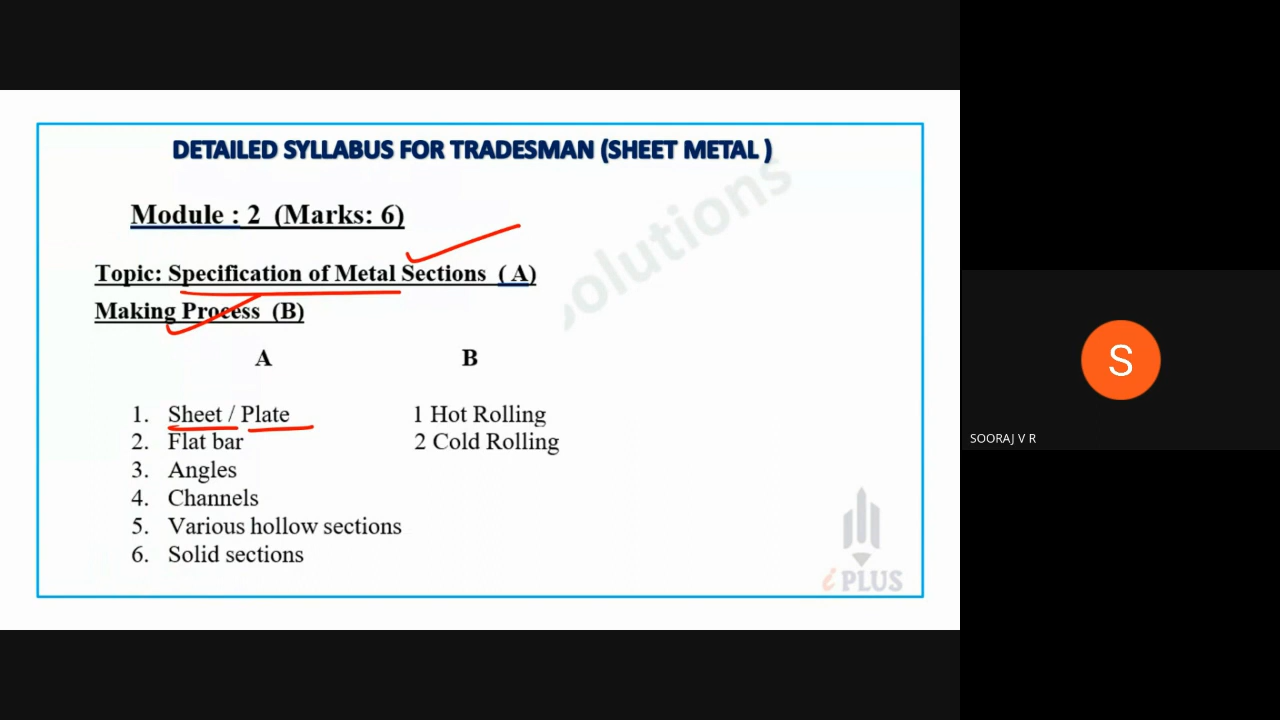 DETAILED SYLLABUS FOR TRADESMAN (SHEET METAL )
Module : 2 (Marks: 6)
Topic: Specification of Metal Sections ( A)
Making Process (B)
A B
1. Sheet / Plate 1 Hot Rolling
2. Flat bar 2 Cold Rolling
3. Angles
4. Channels
5. Various hollow sections
6. Solid sections
olutions
i PLUS
S
SOORAJ V R